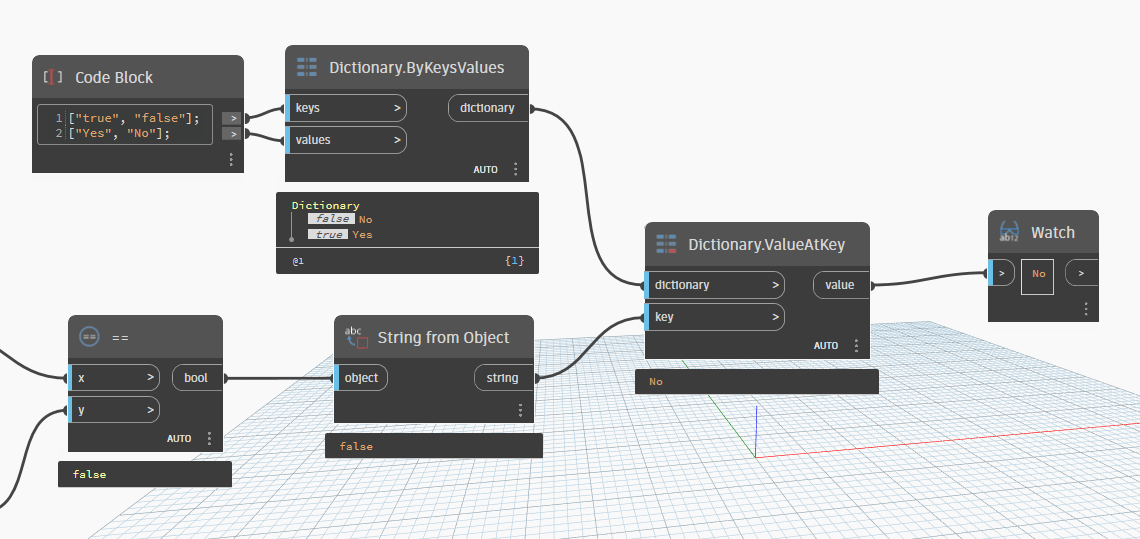 Code Block
1 ["true", "false"]; >
2 ["Yes", "No"]; >
Dictionary.ByKeysValues
keys > dictionary
values >
AUTO
Dictionary
false No
true Yes
@1 {1}
Dictionary.ValueAtKey
dictionary > value
key >
AUTO
No
ab12 Watch
> No >
==
==
x > bool
y >
AUTO
false
abc String from Object
object string
false